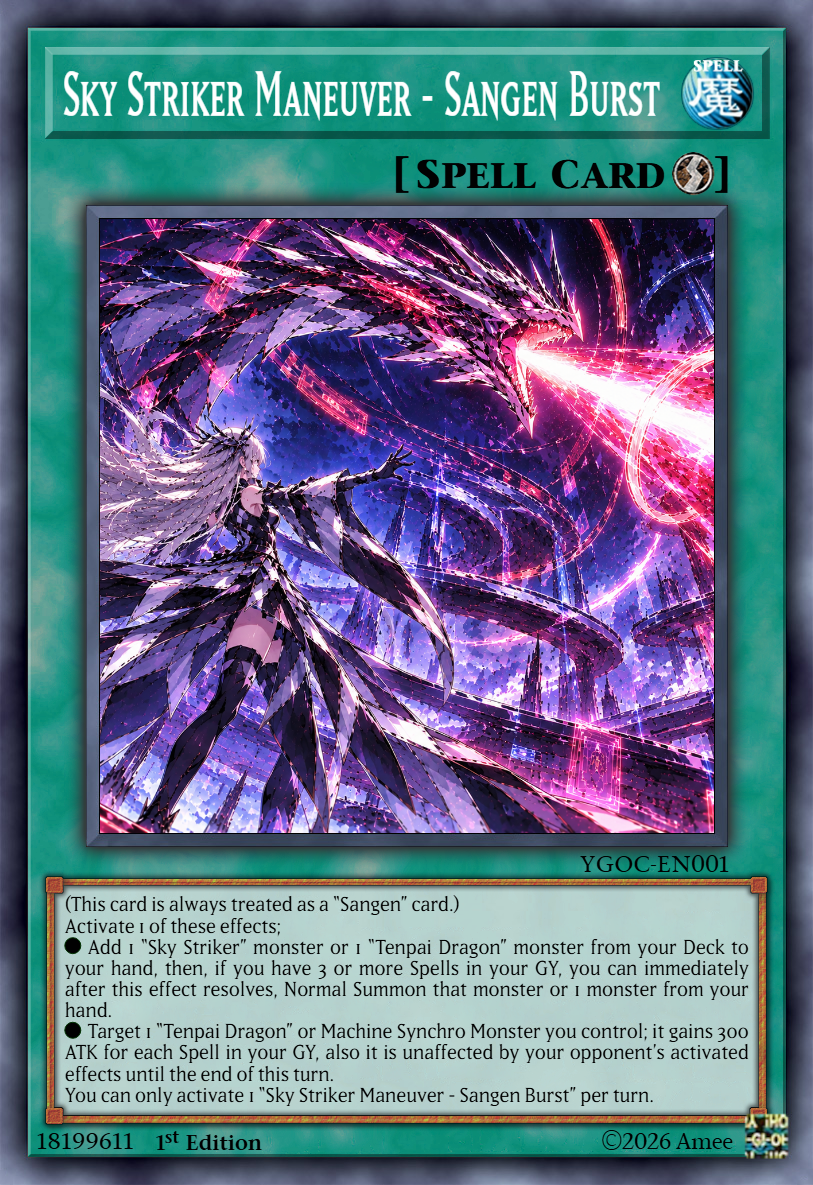 Sky Striker Maneuver - Sangen Burst
SPELL
魔
[Spell Card]
YGOC-EN001
(This card is always treated as a "Sangen" card.)
Activate 1 of these effects;
● Add 1 "Sky Striker" monster or 1 "Tenpai Dragon" monster from your Deck to
your hand, then, if you have 3 or more Spells in your GY, you can immediately
after this effect resolves, Normal Summon that monster or 1 monster from your
hand.
● Target 1 "Tenpai Dragon" or Machine Synchro Monster you control; it gains 300
ATK for each Spell in your GY, also it is unaffected by your opponent's activated
effects until the end of this turn.
You can only activate 1 "Sky Striker Maneuver - Sangen Burst" per turn.
18199611 1st Edition ©2026 Amee